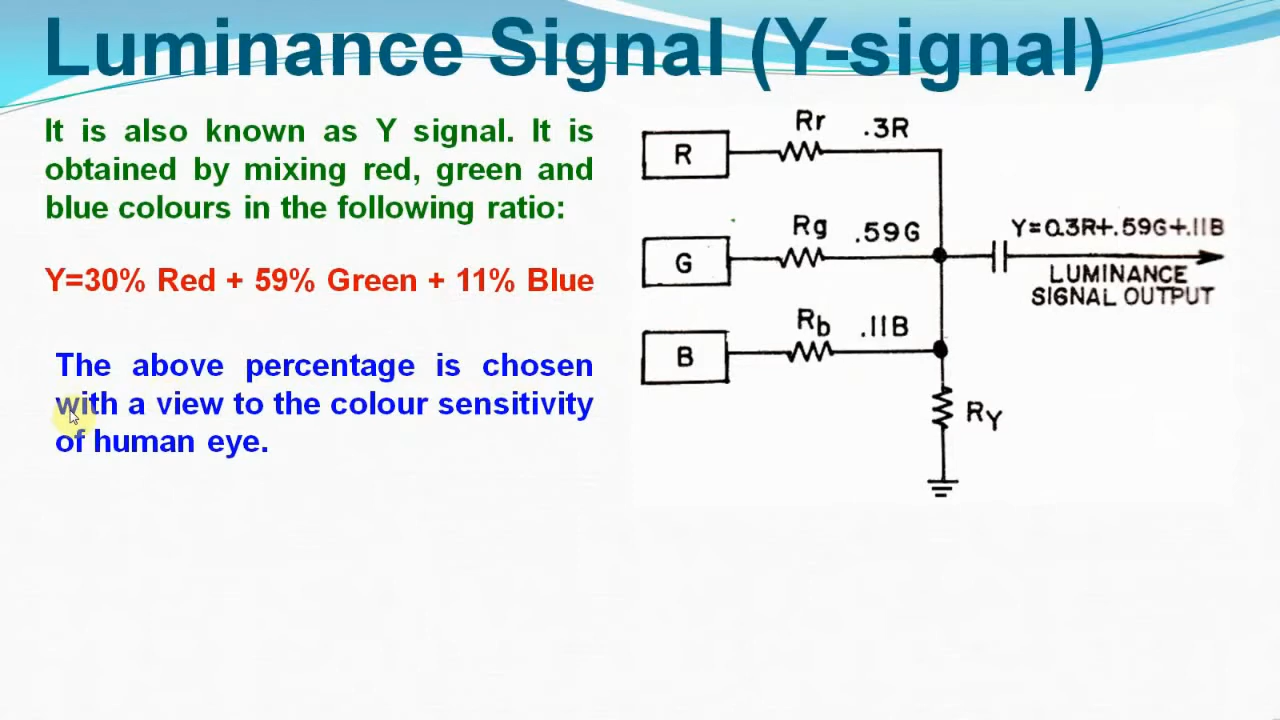 Luminance Signal (Y-signal)
It is also known as Y signal. It is
obtained by mixing red, green and
blue colours in the following ratio:
Y=30% Red + 59% Green + 11% Blue
The above percentage is chosen
with a view to the colour sensitivity
of human eye.
R
Rr
.3R
G
Rg
.59G
B
Rb
.11B
Y=0.3R+.59G+.11B
LUMINANCE
SIGNAL OUTPUT
RY